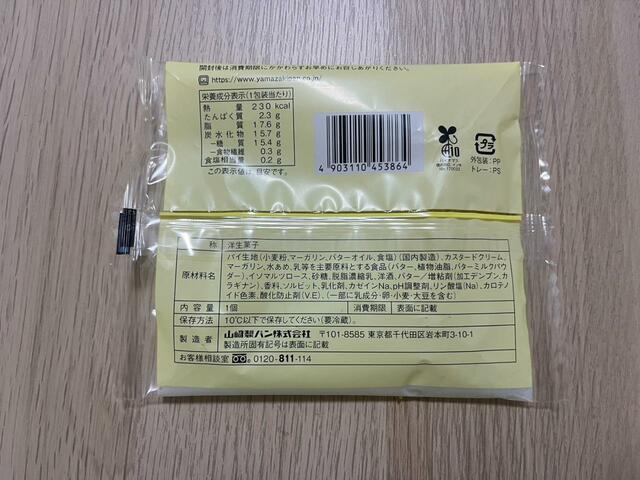 開封後は消費期限にかかわらずお早めにお召しあがりください。
https://www.yamazakipan.co.jp/
栄養成分表示(1包装当たり)
熱量 230 kcal
たんぱく質 2.3 g
脂質 17.6 g
炭水化物 15.7 g
−糖質 15.4 g
−食物繊維 0.3 g
食塩相当量 0.2 g
この表示値は、目安です。
4 903110 453864
プラ
外包装:PP
トレー:PS
称 洋生菓子
原材料名 パイ生地(小麦粉、マーガリン、バターオイル、食塩)(国内製造)、カスタードクリーム、
マーガリン、水あめ、乳等を主要原料とする食品(バター、植物油脂、バターミルクパウ
ダー)、イソマルツロース、砂糖、脱脂濃縮乳、洋酒、バター/増粘剤(加工デンプン、カ
ラギナン)、香料、ソルビット、乳化剤、カゼインNa、pH調整剤、リン酸塩(Na)、カロテノ
イド色素、酸化防止剤(V.E)、(一部に乳成分・卵・小麦・大豆を含む)
内容量 1個 消費期限 表面に記載
保存方法 10℃以下で保存してください(要冷蔵)。
製造者 山崎製パン株式会社 〒101-8585 東京都千代田区岩本町3-10-1
製造所固有記号は表面に記載
お客様相談室 0120-811-114